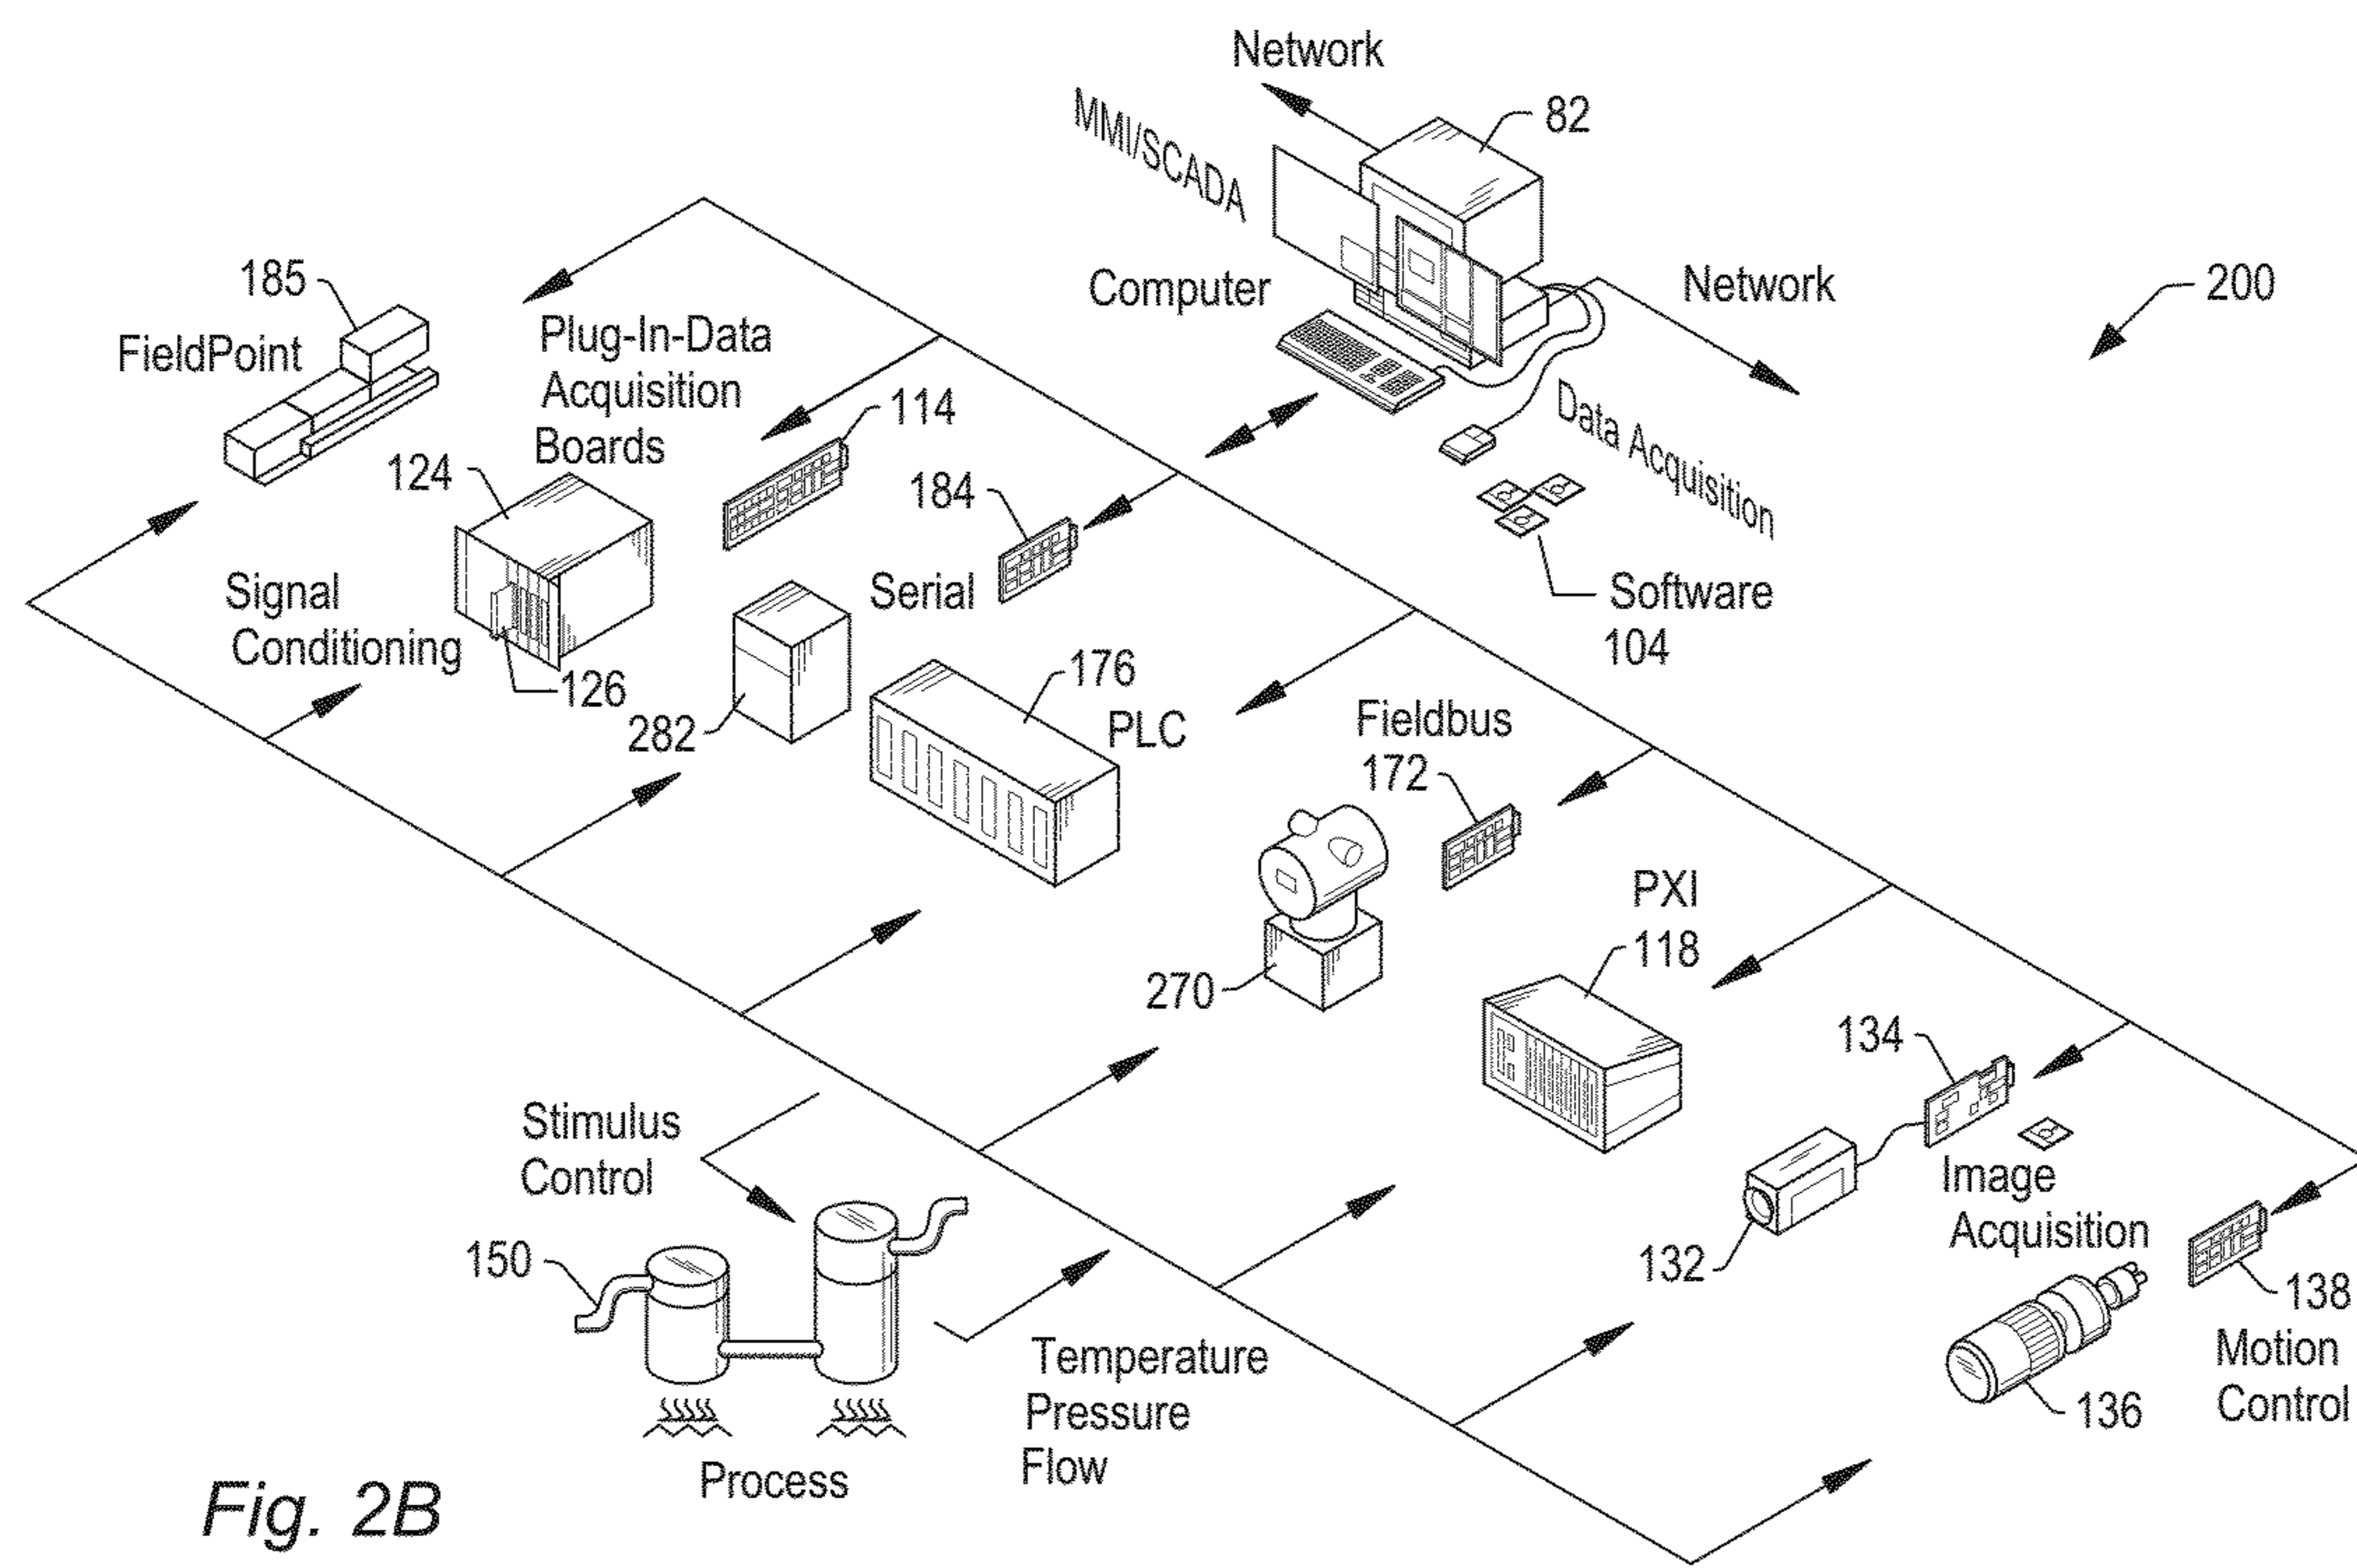 Network
MMI/SCADA
82
Computer
Network
200
Data Acquisition
Software
104
185
FieldPoint
Plug-In-Data
Acquisition
Boards
114
124
184
Signal
Conditioning
126
Serial
282
176
PLC
Fieldbus
172
270
PXI
118
134
132
Image
Acquisition
138
Motion
Control
136
Stimulus
Control
150
Temperature
Pressure
Flow
Process
Fig. 2B